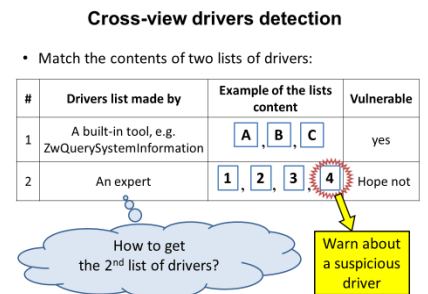 Cross-view drivers detection
• Match the contents of two lists of drivers:
# Drivers list made by Example of the lists content Vulnerable
1 A built-in tool, e.g. ZwQuerySystemInformation A , B , C yes
2 An expert 1 , 2 , 3 , 4 Hope not
How to get
the 2nd list of drivers?
Warn about
a suspicious
driver